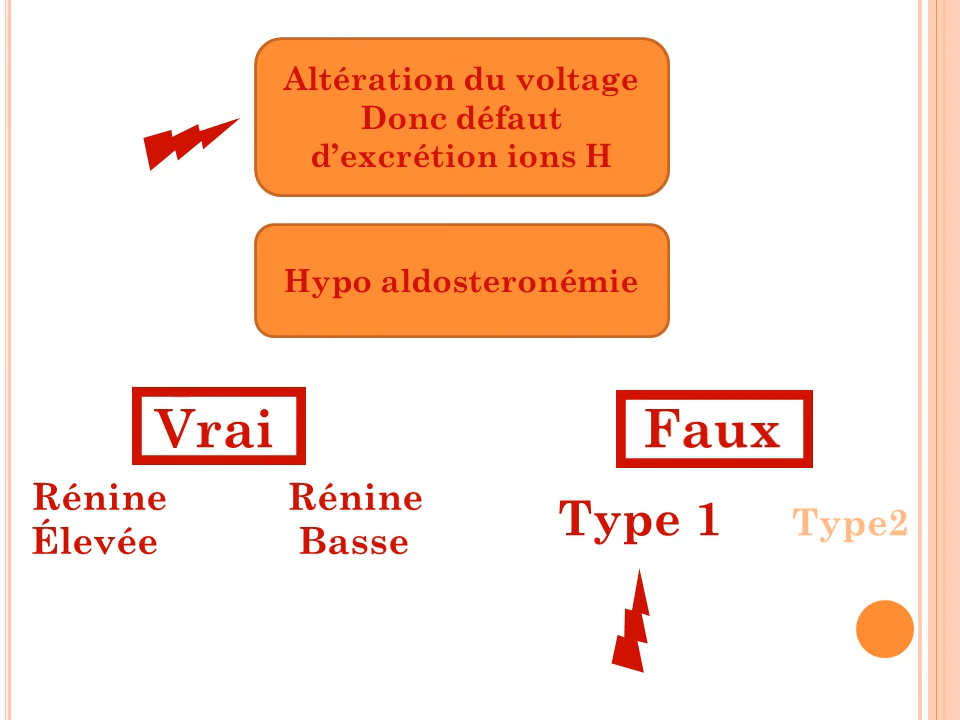 Altération du voltage
Donc défaut
d’excrétion ions H
Hypo aldosteronémie
Vrai
Faux
Rénine
Élevée
Rénine
Basse
Type 1
Type2